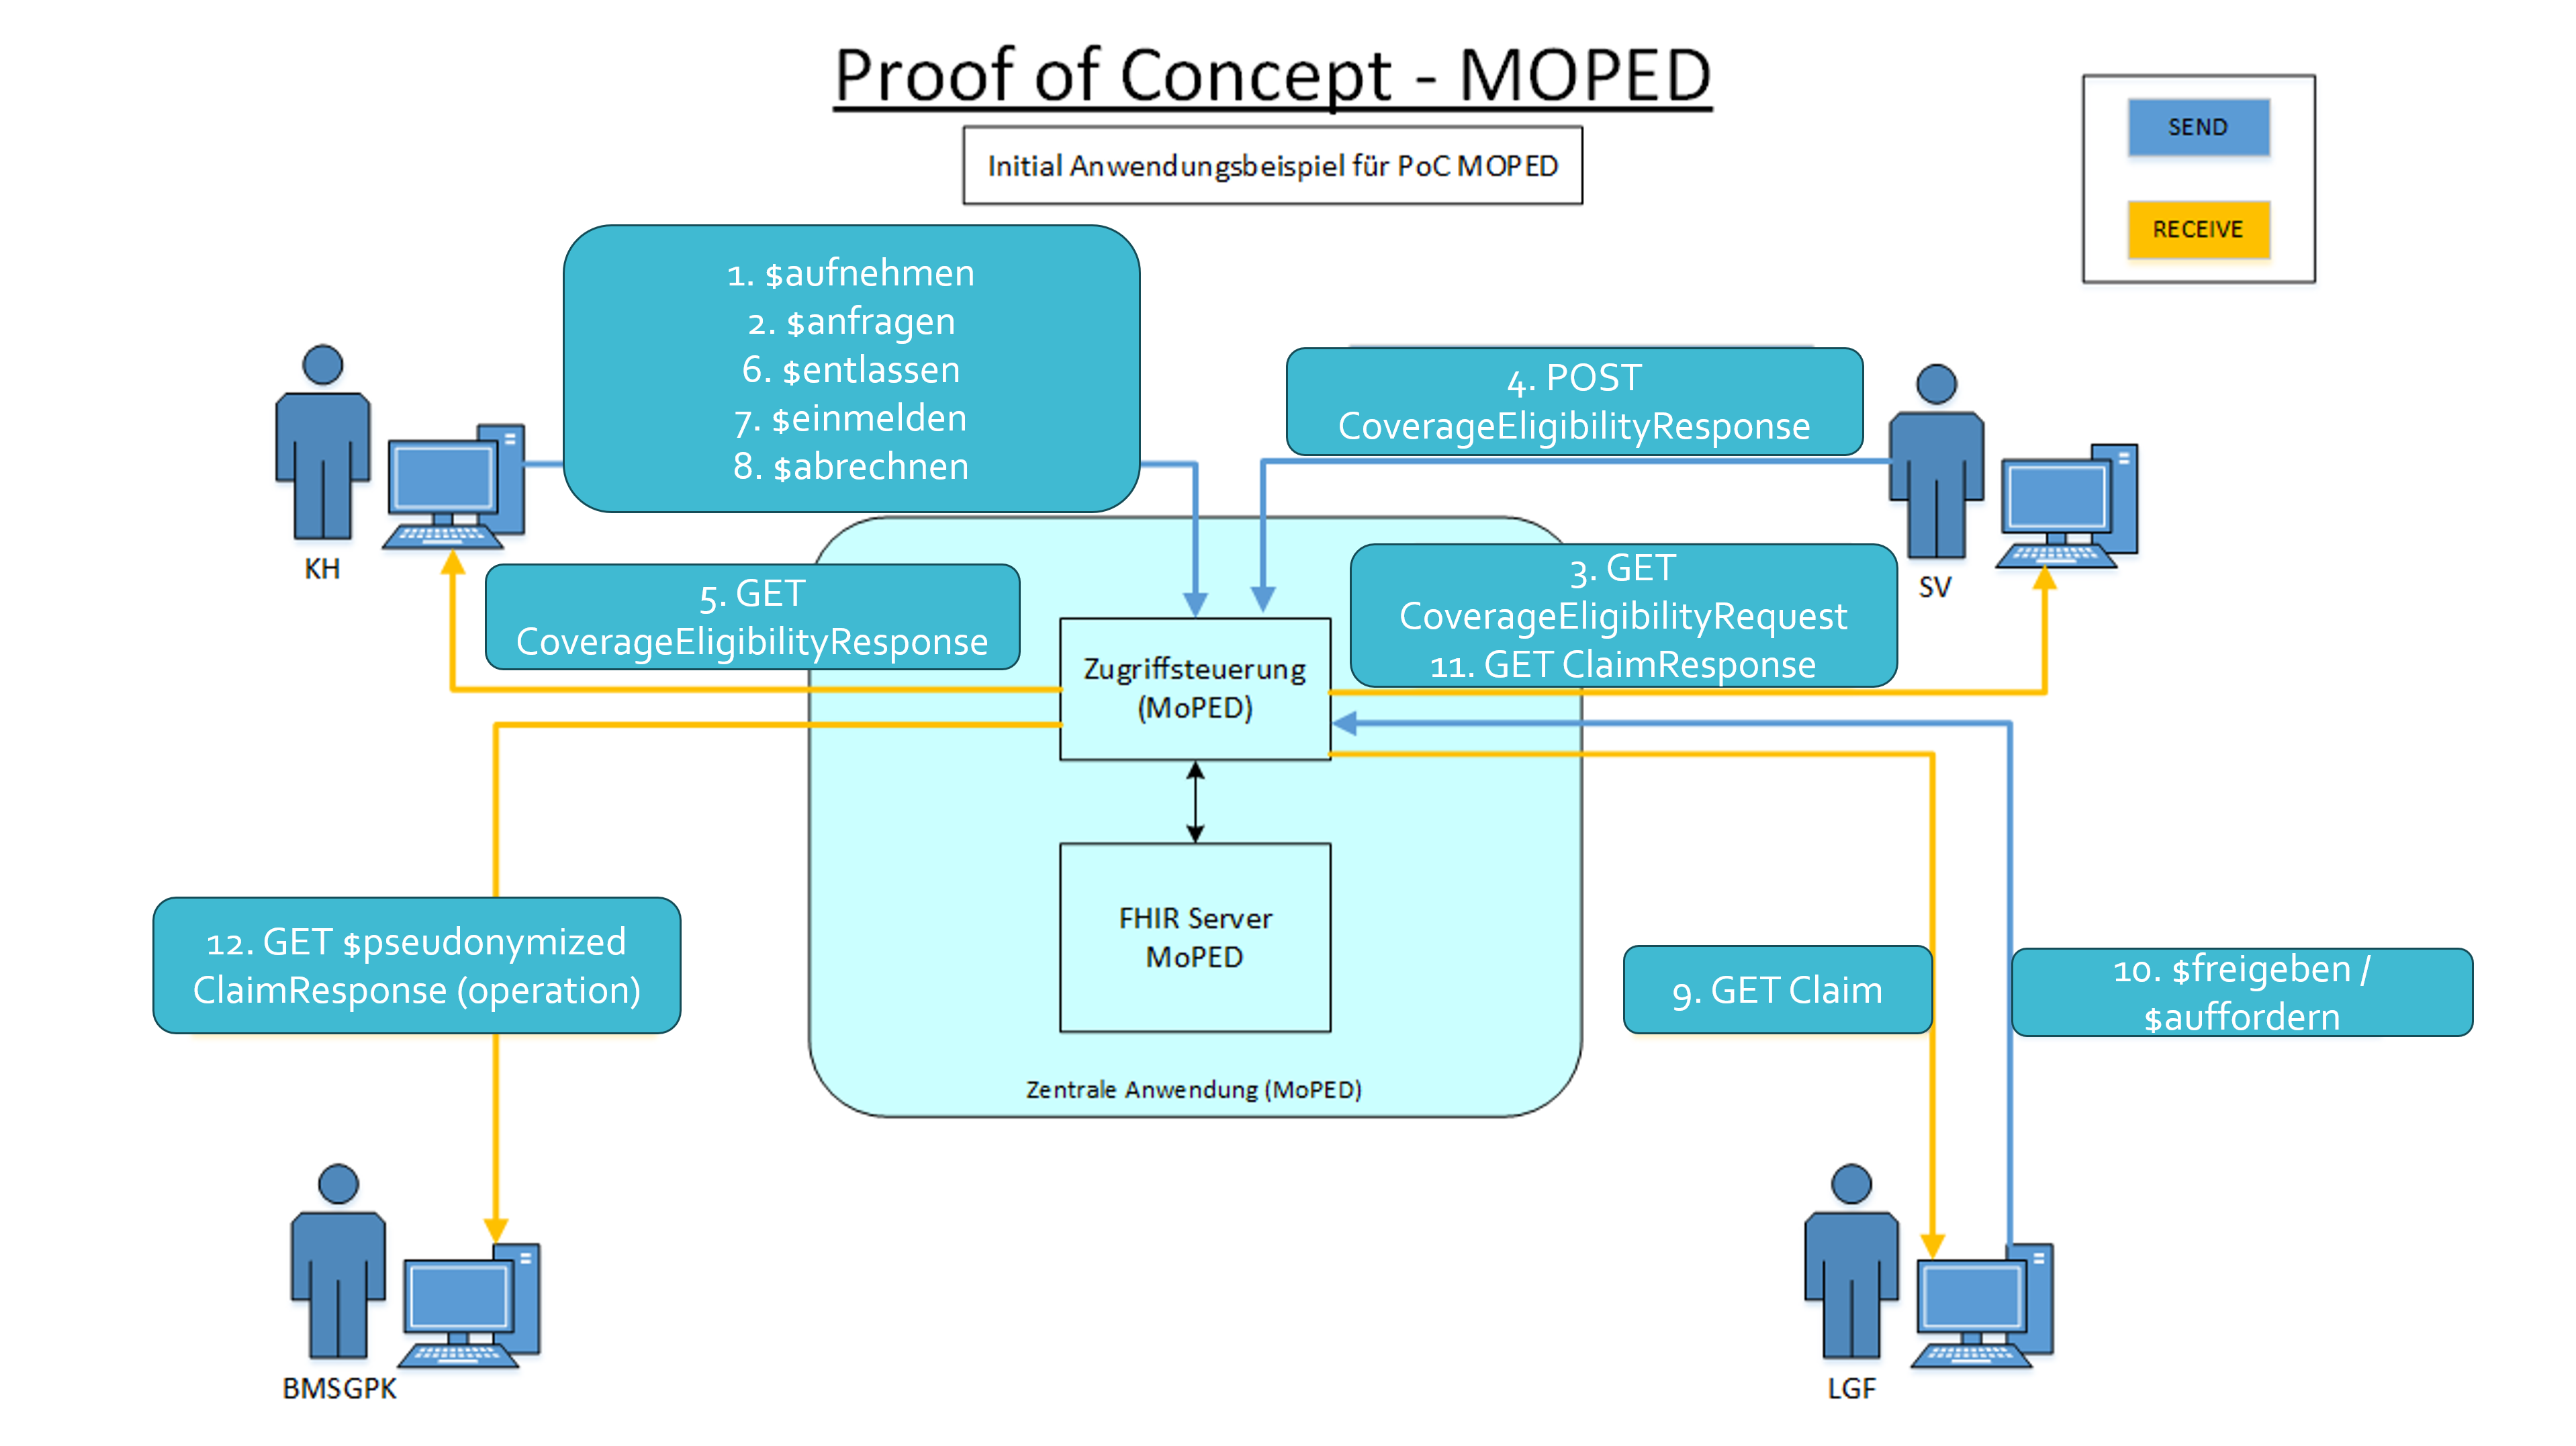 Proof of Concept - MOPED
Initial Anwendungsbeispiel für PoC MOPED
SEND
RECEIVE
1. $aufnehmen
2. $anfragen
6. $entlassen
7. $einmelden
8. $abrechnen
4. POST
CoverageEligibilityResponse
KH
SV
5. GET
CoverageEligibilityResponse
3. GET
CoverageEligibilityRequest
11. GET ClaimResponse
Zugriffsteuerung
(MoPED)
FHIR Server
MoPED
Zentrale Anwendung (MoPED)
12. GET $pseudonymized
ClaimResponse (operation)
9. GET Claim
10. $freigeben /
$auffordern
BMSGPK
LGF